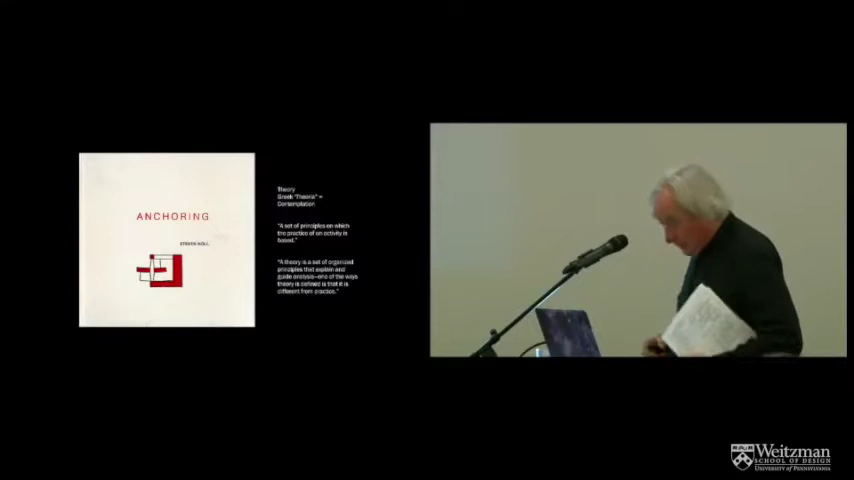 ANCHORING
STEVEN HOLL
Theory
Greek "Theoria" =
Contemplation
"A set of principles on which
the practice of an activity is
based."
"A theory is a set of organized
principles that explain and
guide analysis—one of the ways
theory is defined is that it is
different from practice."
Weitzman
SCHOOL OF DESIGN
UNIVERSITY of PENNSYLVANIA